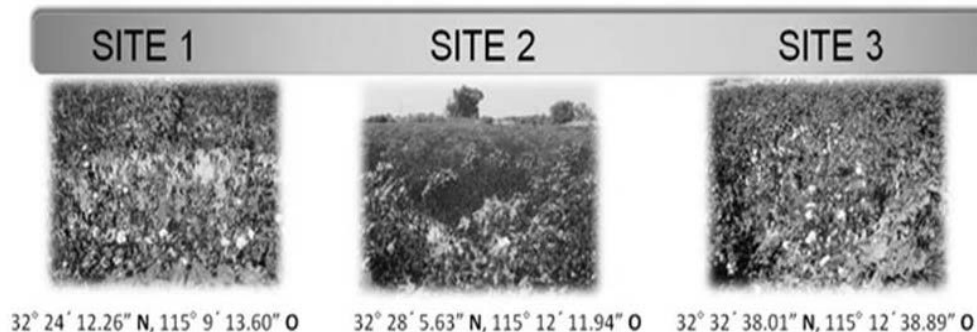 SITE 1 SITE 2 SITE 3
32° 24´ 12.26” N, 115° 9´ 13.60” O 32° 28´ 5.63” N, 115° 12´ 11.94” O 32° 32´ 38.01” N, 115° 12´ 38.89” O